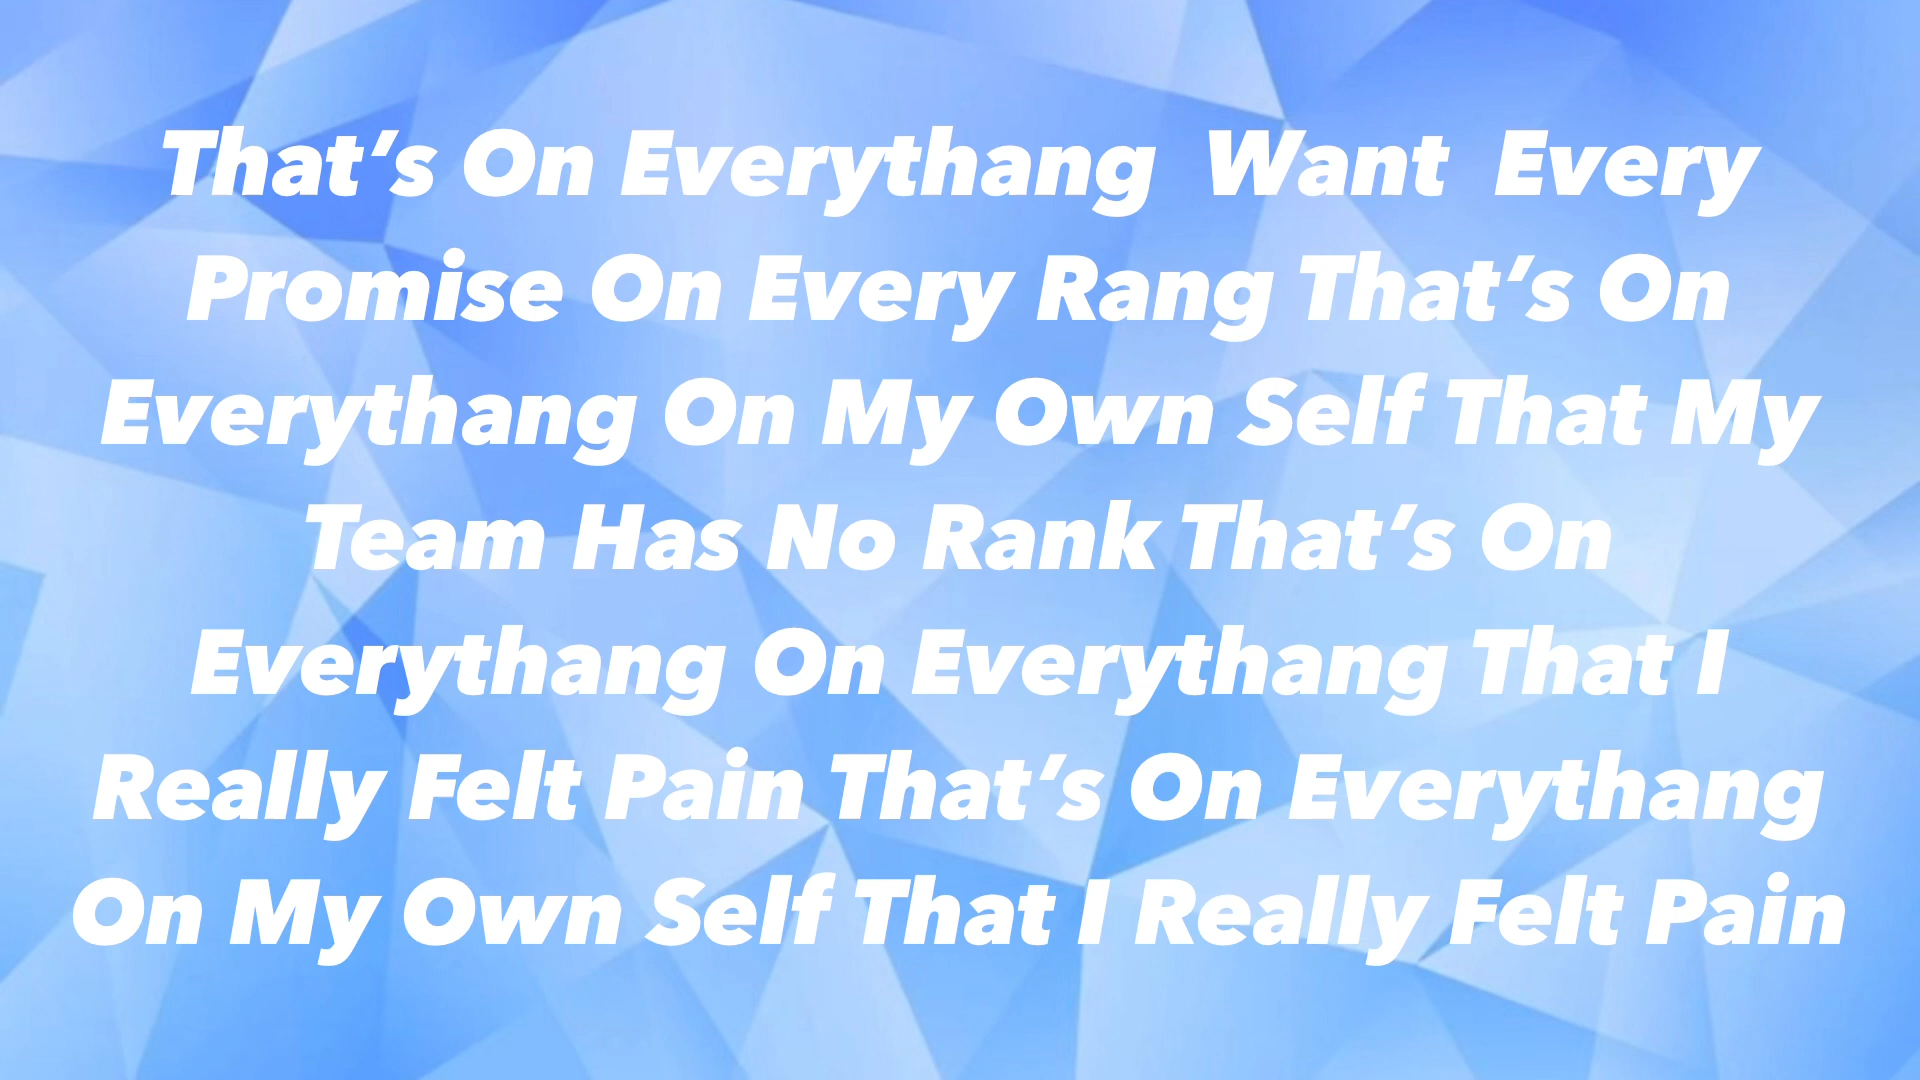 That’s On Everythang  Want  Every
Promise On Every Rang That’s On
Everythang On My Own Self That My
Team Has No Rank That’s On
Everythang On Everythang That I
Really Felt Pain That’s On Everythang
On My Own Self That I Really Felt Pain